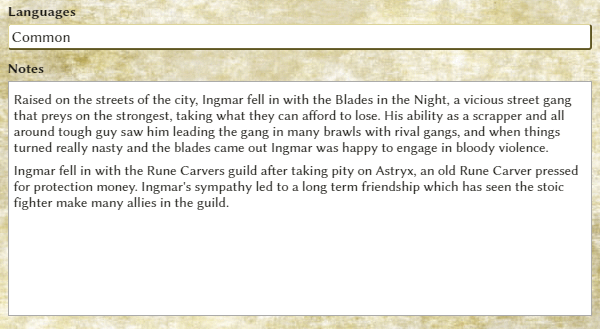 Languages
Common
Notes
Raised on the streets of the city, Ingmar fell in with the Blades in the Night, a vicious street gang
that preys on the strongest, taking what they can afford to lose. His ability as a scrapper and all
around tough guy saw him leading the gang in many brawls with rival gangs, and when things
turned really nasty and the blades came out Ingmar was happy to engage in bloody violence.
Ingmar fell in with the Rune Carvers guild after taking pity on Astryx, an old Rune Carver pressed
for protection money. Ingmar's sympathy led to a long term friendship which has seen the stoic
fighter make many allies in the guild.